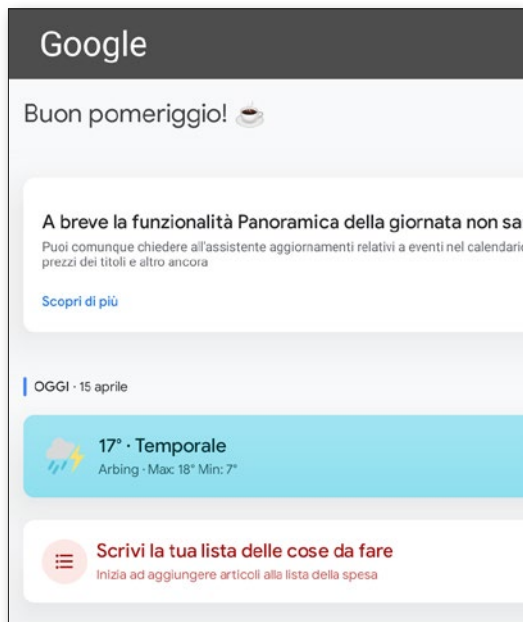 Google
Buon pomeriggio! ☕
A breve la funzionalità Panoramica della giornata non sa
Puoi comunque chiedere all'assistente aggiornamenti relativi a eventi nel calendario
prezzi dei titoli e altro ancora
Scopri di più
OGGI · 15 aprile
17° · Temporale
Arbing · Max: 18° Min: 7°
Scrivi la tua lista delle cose da fare
Inizia ad aggiungere articoli alla lista della spesa